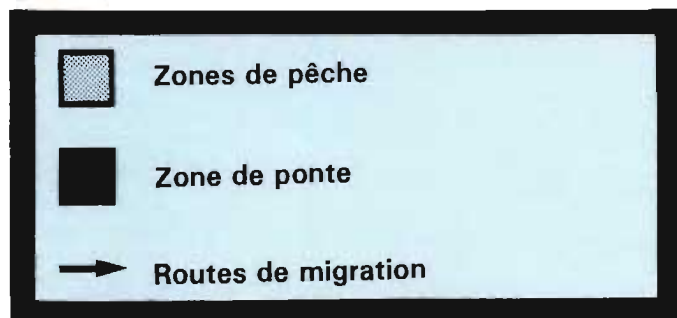 Zones de pêche
Zone de ponte
Routes de migration